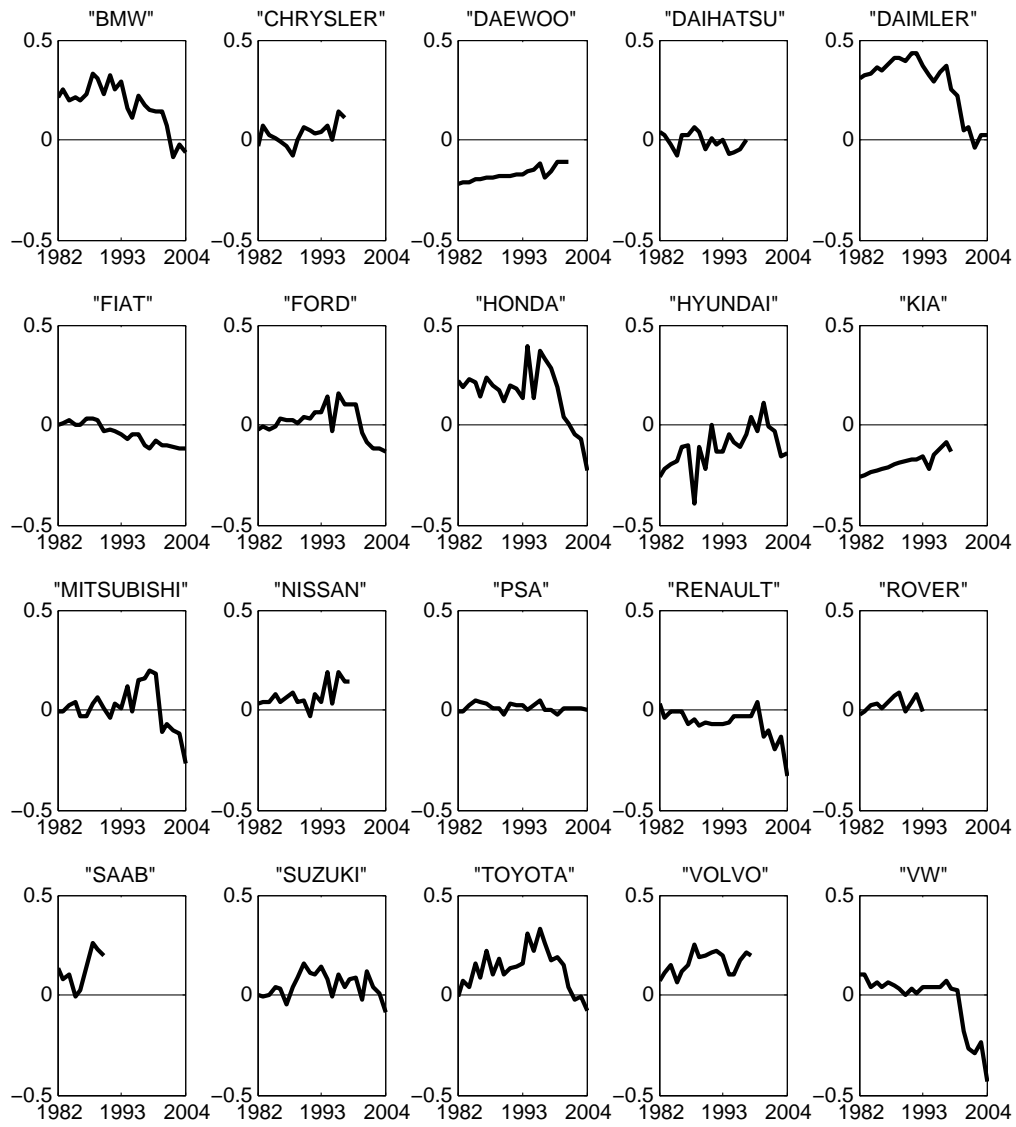 "BMW" "CHRYSLER" "DAEWOO" "DAIHATSU" "DAIMLER"
0.5 0.5 0.5 0.5 0.5
0 0 0 0 0
−0.5 −0.5 −0.5 −0.5 −0.5
1982 1993 2004 1982 1993 2004 1982 1993 2004 1982 1993 2004 1982 1993 2004
"FIAT" "FORD" "HONDA" "HYUNDAI" "KIA"
0.5 0.5 0.5 0.5 0.5
0 0 0 0 0
−0.5 −0.5 −0.5 −0.5 −0.5
1982 1993 2004 1982 1993 2004 1982 1993 2004 1982 1993 2004 1982 1993 2004
"MITSUBISHI" "NISSAN" "PSA" "RENAULT" "ROVER"
0.5 0.5 0.5 0.5 0.5
0 0 0 0 0
−0.5 −0.5 −0.5 −0.5 −0.5
1982 1993 2004 1982 1993 2004 1982 1993 2004 1982 1993 2004 1982 1993 2004
"SAAB" "SUZUKI" "TOYOTA" "VOLVO" "VW"
0.5 0.5 0.5 0.5 0.5
0 0 0 0 0
−0.5 −0.5 −0.5 −0.5 −0.5
1982 1993 2004 1982 1993 2004 1982 1993 2004 1982 1993 2004 1982 1993 2004